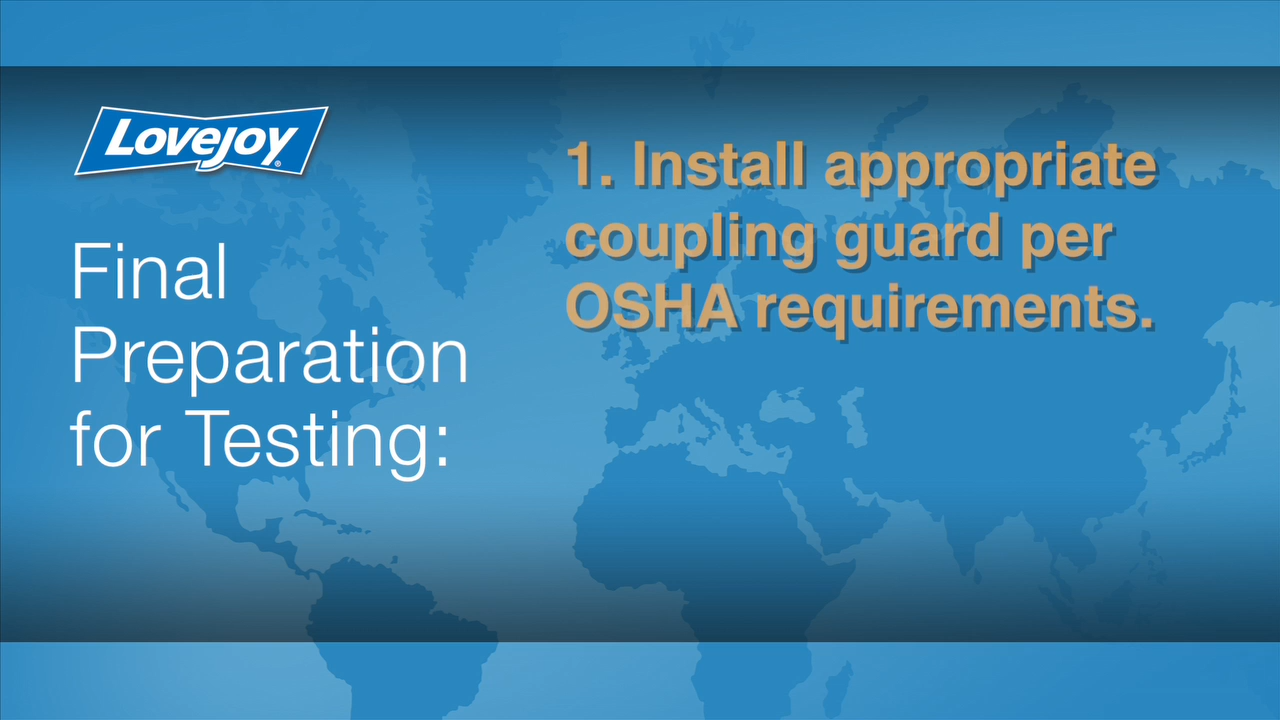 Lovejoy®
Final
Preparation
for Testing:
1. Install appropriate
coupling guard per
OSHA requirements.